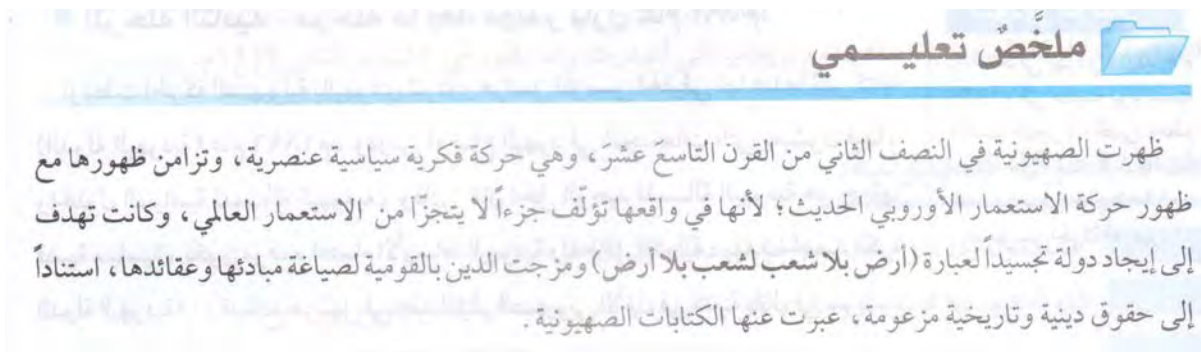 ملخَّصٌ تعليـــمي
ظهرت الصهيونية في النصف الثاني من القرن التاسع عشر، وهي حركة فكرية سياسية عنصرية، وتزامن ظهورها مع
ظهور حركة الاستعمار الأوروبي الحديث؛ لأنها في واقعها تؤلّف جزءاً لا يتجزأ من الاستعمار العالمي، وكانت تهدف
إلى إيجاد دولة تجسيداً لعبارة (أرض بلا شعب لشعب بلا أرض) ومزجت الدين بالقومية لصياغة مبادئها وعقائدها، استناداً
إلى حقوق دينية وتاريخية مزعومة، عبرت عنها الكتابات الصهيونية.